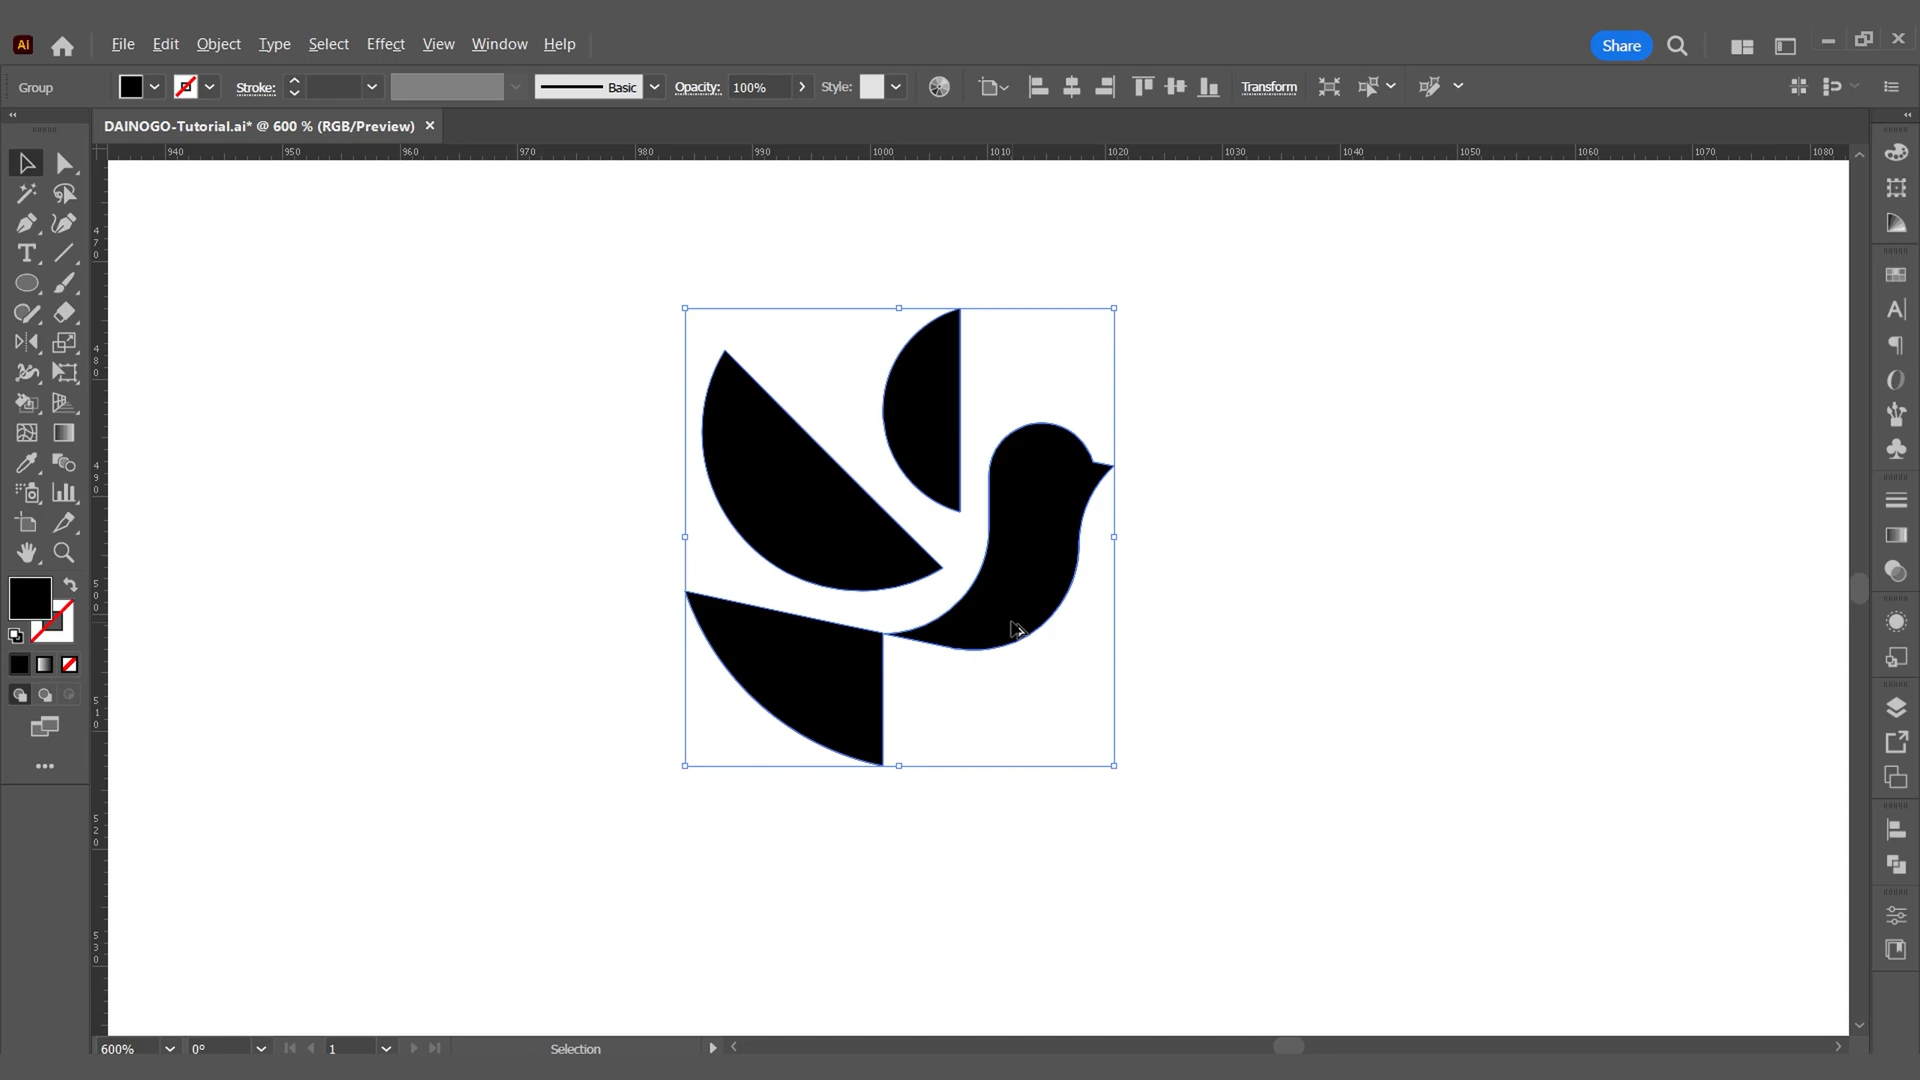 Ai File Edit Object Type Select Effect View Window Help Share
Group Stroke: Basic Opacity: 100% Style: Transform
DAINOGO-Tutorial.ai* @ 600 % (RGB/Preview) ×
940 950 960 970 980 990 1000 1010 1020 1030 1040 1050 1060 1070 1080
470
480
490
500
510
520
530
600% 0° 1 Selection